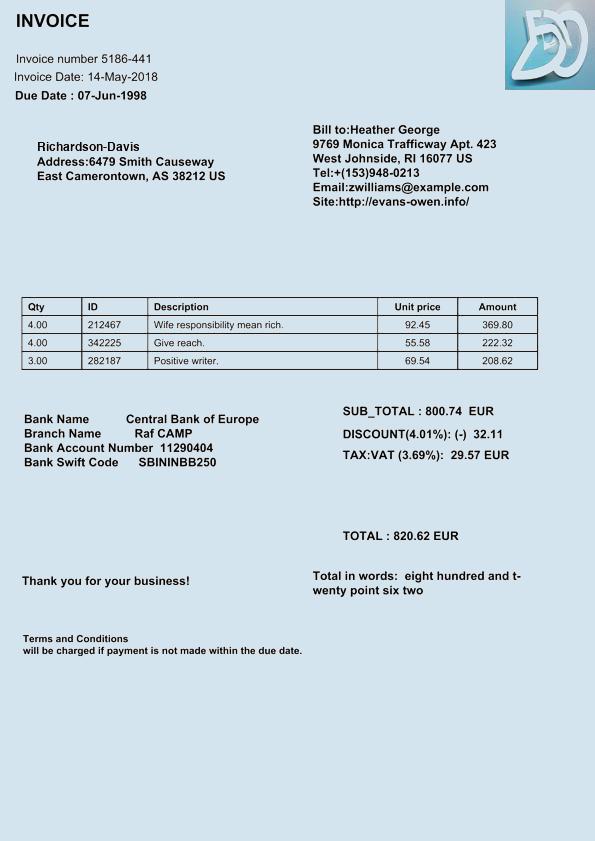 INVOICE
Invoice number 5186-441
Invoice Date: 14-May-2018
Due Date : 07-Jun-1998
Richardson-Davis
Address:6479 Smith Causeway
East Camerontown, AS 38212 US
Bill to:Heather George
9769 Monica Trafficway Apt. 423
West Johnside, RI 16077 US
Tel:+(153)948-0213
Email:zwilliams@example.com
Site:http://evans-owen.info/
Qty ID Description Unit price Amount
4.00 212467 Wife responsibility mean rich. 92.45 369.80
4.00 342225 Give reach. 55.58 222.32
3.00 282187 Positive writer. 69.54 208.62
Bank Name Central Bank of Europe
Branch Name Raf CAMP
Bank Account Number 11290404
Bank Swift Code SBININBB250
SUB_TOTAL : 800.74 EUR
DISCOUNT(4.01%): (-) 32.11
TAX:VAT (3.69%): 29.57 EUR
TOTAL : 820.62 EUR
Thank you for your business!
Total in words: eight hundred and t-
wenty point six two
Terms and Conditions
will be charged if payment is not made within the due date.